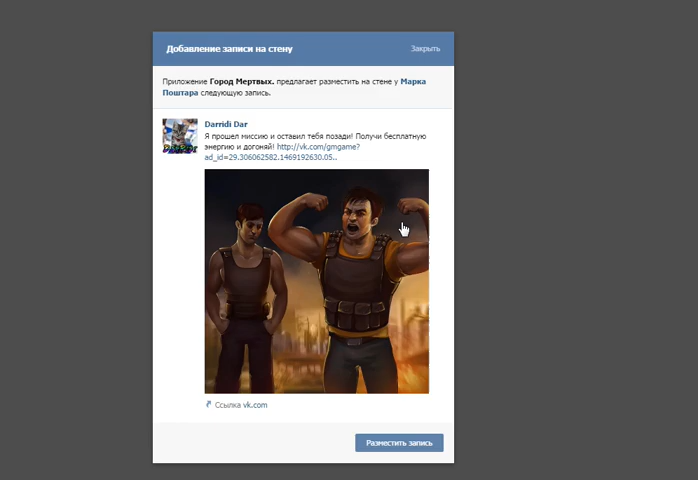 Добавление записи на стену
Закрыть
Приложение Город Мертвых. предлагает разместить на стене у Марка
Поштара следующую запись.
Darridi Dar
Я прошел миссию и оставил тебя позади! Получи бесплатную
энергию и догоняй! http://vk.com/gmgame?
ad_id=29.306062582.1469192630.05..
Ссылка vk.com
Разместить запись